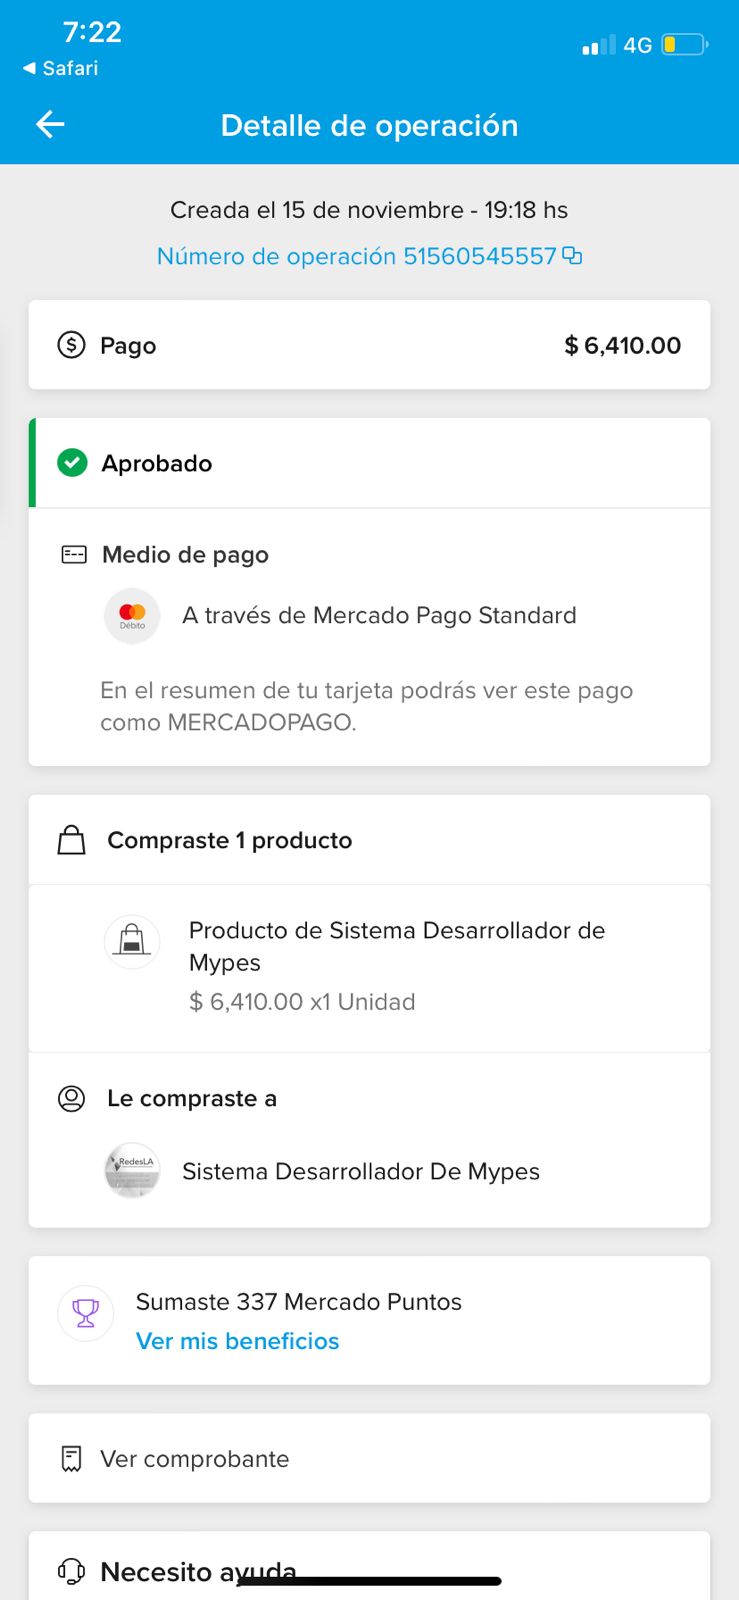 7:22
4G
Safari
Detalle de operación
Creada el 15 de noviembre - 19:18 hs
Número de operación 51560545557
Pago
$ 6,410.00
Aprobado
Medio de pago
Débito
A través de Mercado Pago Standard
En el resumen de tu tarjeta podrás ver este pago
como MERCADOPAGO.
Compraste 1 producto
Producto de Sistema Desarrollador de
Mypes
$ 6,410.00 x1 Unidad
Le compraste a
RedesLA
Sistema Desarrollador De Mypes
Sumaste 337 Mercado Puntos
Ver mis beneficios
Ver comprobante
Necesito ayuda